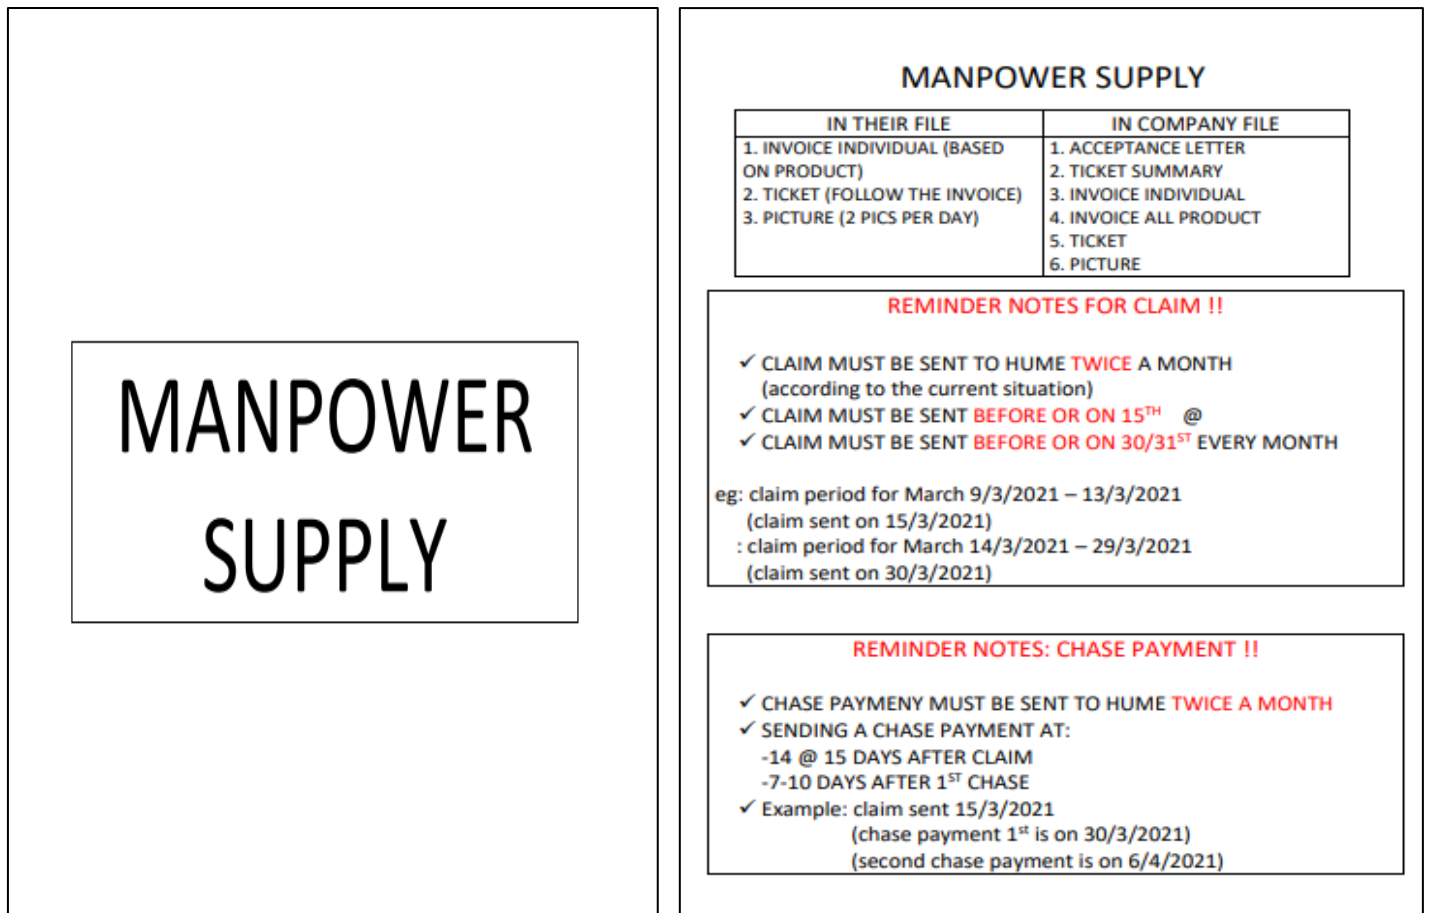 MANPOWER
SUPPLY
MANPOWER SUPPLY
IN THEIR FILE
1. INVOICE INDIVIDUAL (BASED
ON PRODUCT)
2. TICKET (FOLLOW THE INVOICE)
3. PICTURE (2 PICS PER DAY)
IN COMPANY FILE
1. ACCEPTANCE LETTER
2. TICKET SUMMARY
3. INVOICE INDIVIDUAL
4. INVOICE ALL PRODUCT
5. TICKET
6. PICTURE
REMINDER NOTES FOR CLAIM !!
✓ CLAIM MUST BE SENT TO HUME TWICE A MONTH
(according to the current situation)
✓ CLAIM MUST BE SENT BEFORE OR ON 15TH @
✓ CLAIM MUST BE SENT BEFORE OR ON 30/31ST EVERY MONTH
eg: claim period for March 9/3/2021 – 13/3/2021
(claim sent on 15/3/2021)
: claim period for March 14/3/2021 – 29/3/2021
(claim sent on 30/3/2021)
REMINDER NOTES: CHASE PAYMENT !!
✓ CHASE PAYMENY MUST BE SENT TO HUME TWICE A MONTH
✓ SENDING A CHASE PAYMENT AT:
-14 @ 15 DAYS AFTER CLAIM
-7-10 DAYS AFTER 1ST CHASE
✓ Example: claim sent 15/3/2021
(chase payment 1st is on 30/3/2021)
(second chase payment is on 6/4/2021)